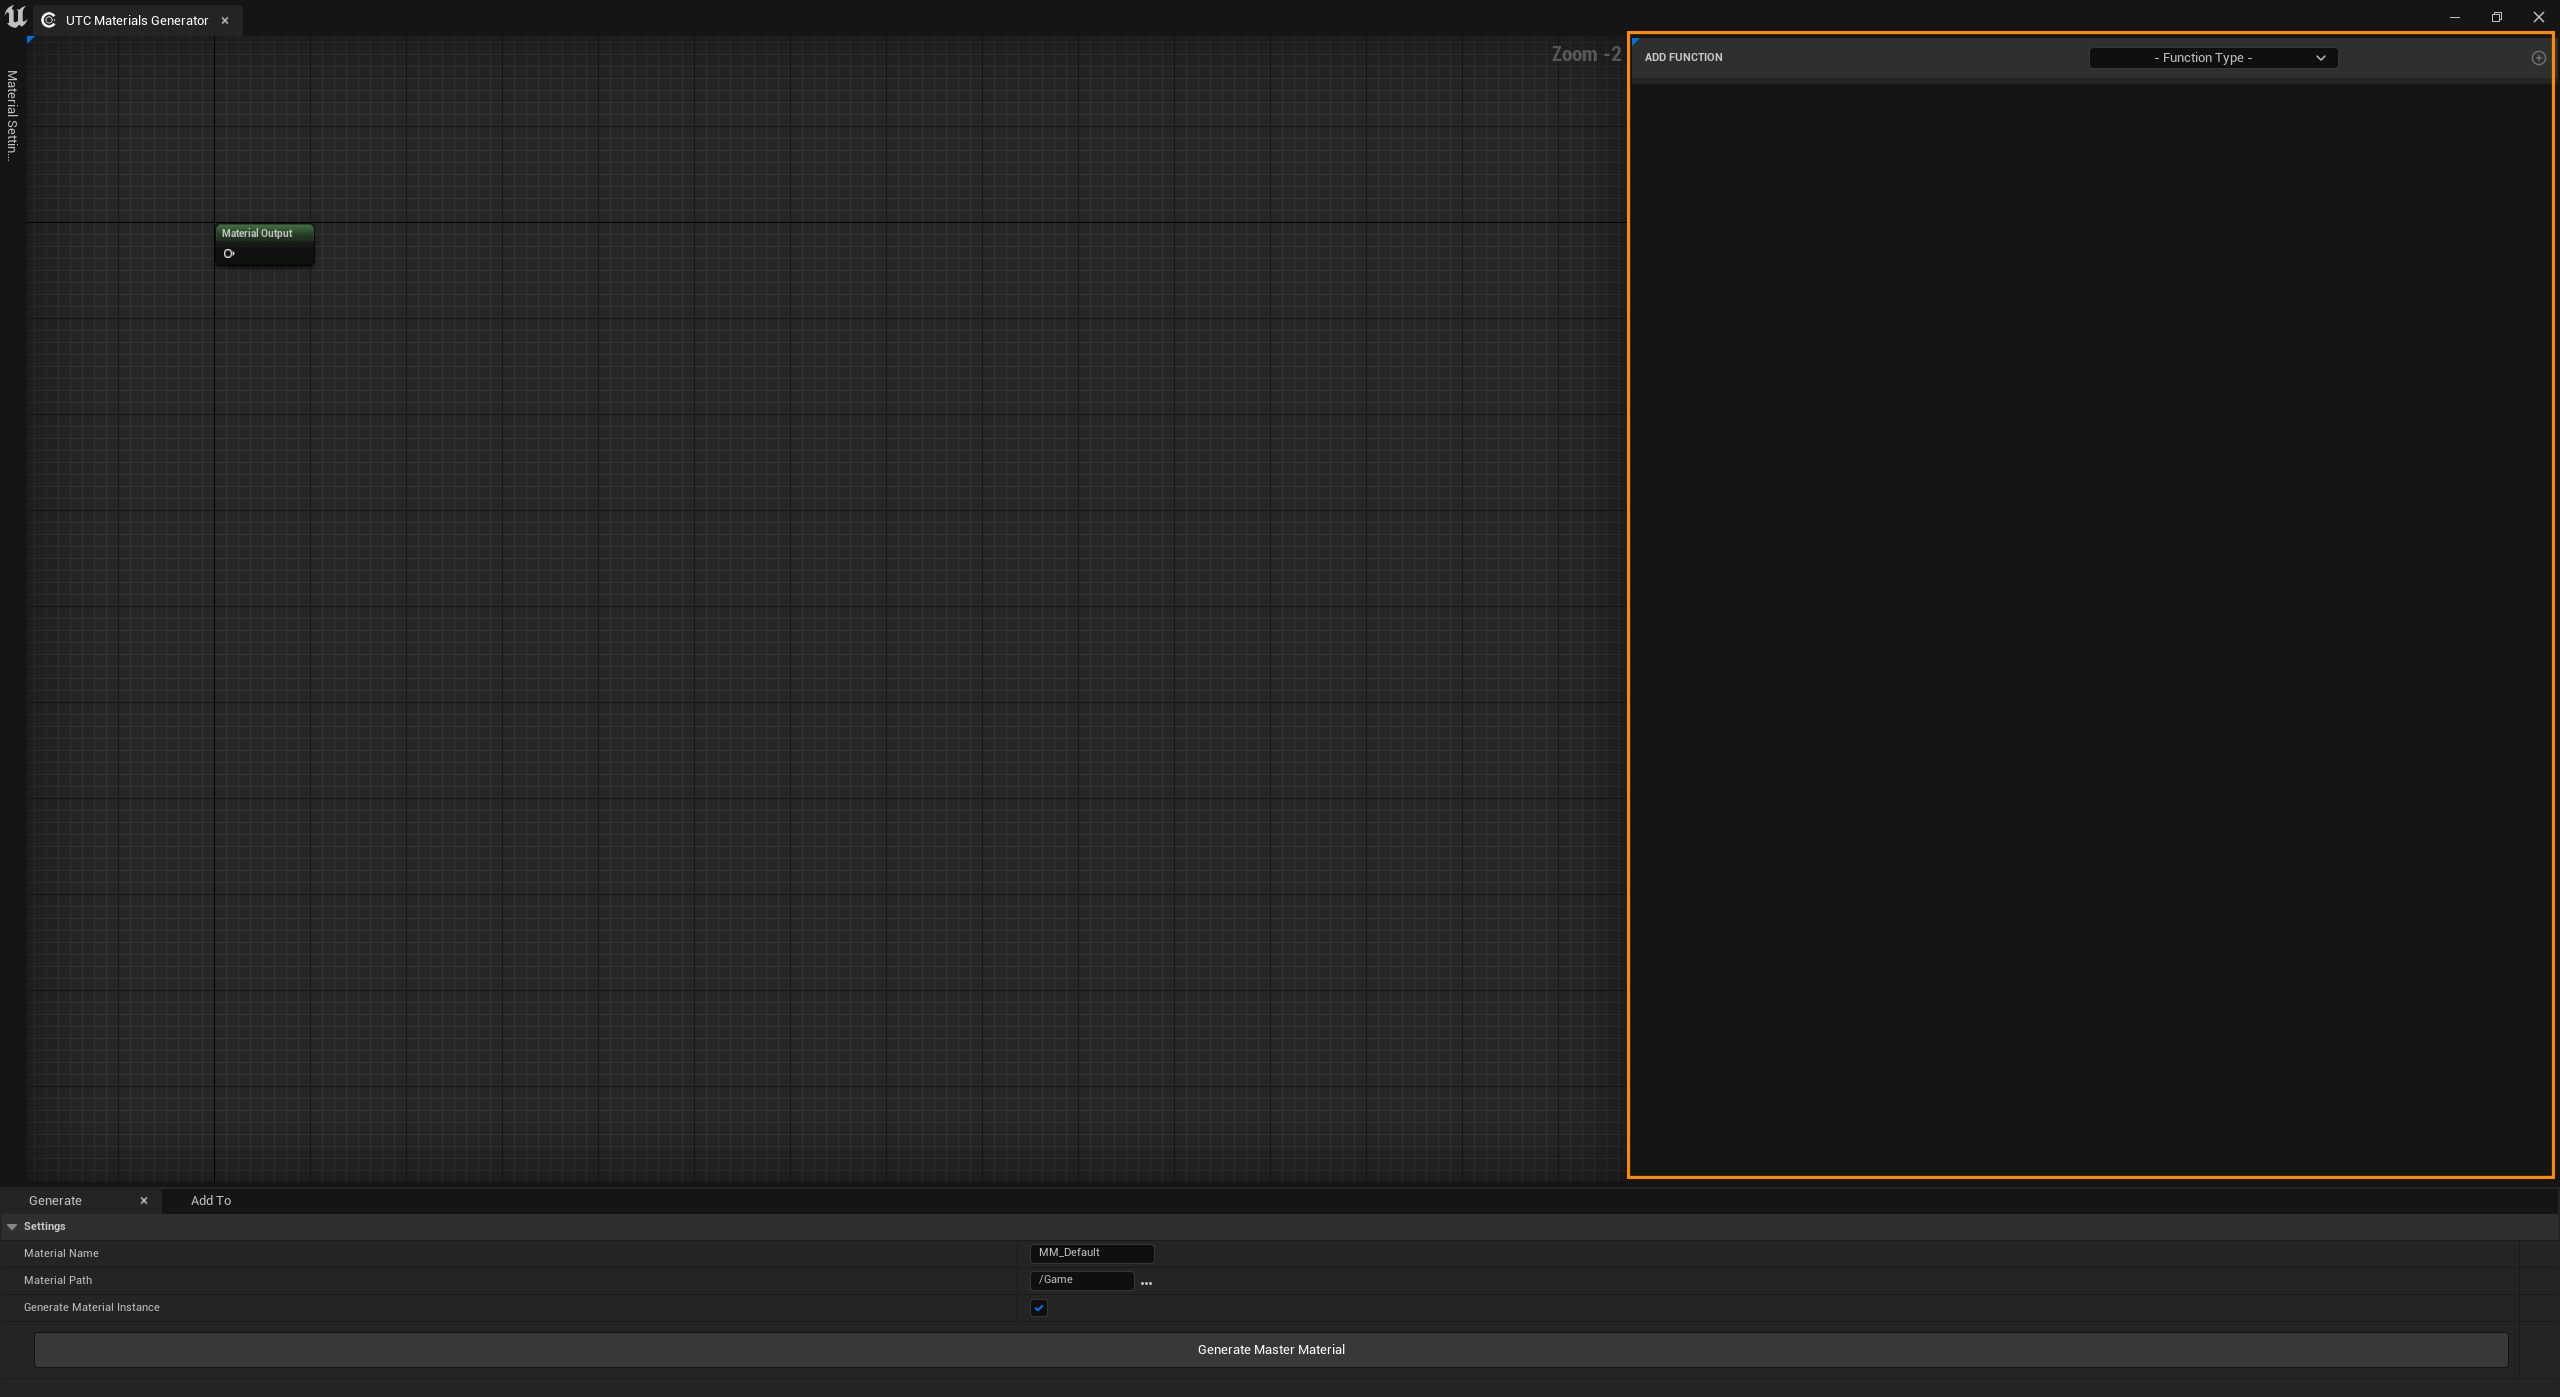 UTC Materials Generator
Material Settin...
Zoom -2
ADD FUNCTION
- Function Type -
Material Output
Generate
Add To
Settings
Material Name
MM_Default
Material Path
/Game
...
Generate Material Instance
Generate Master Material